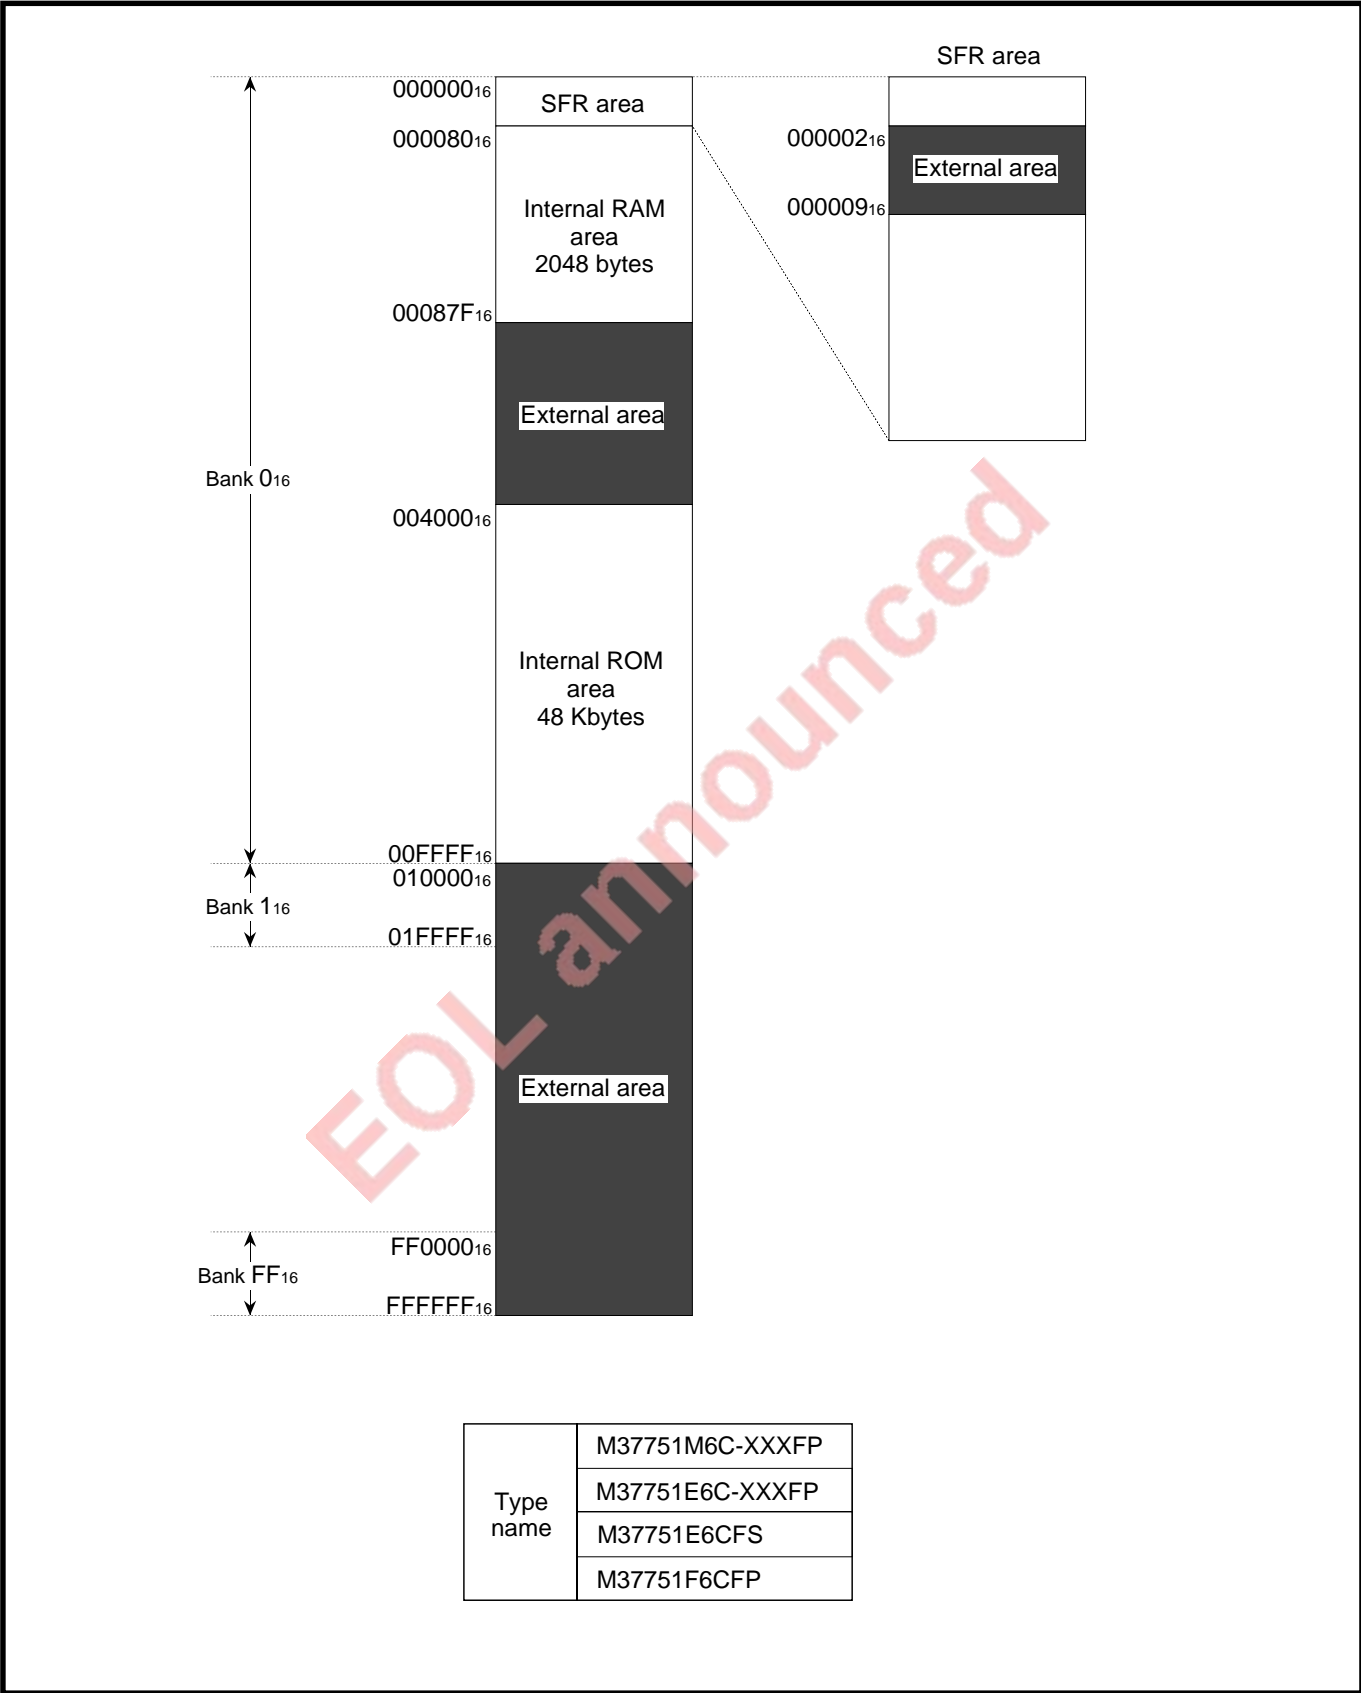 SFR area
00000016
SFR area
00008016
00000216
External area
00000916
Internal RAM
area
2048 bytes
00087F16
External area
Bank 016
00400016
Internal ROM
area
48 Kbytes
00FFFF16
01000016
Bank 116
01FFFF16
External area
FF000016
Bank FF16
FFFFFF16
EOL announced
Type
name
M37751M6C-XXXFP
M37751E6C-XXXFP
M37751E6CFS
M37751F6CFP